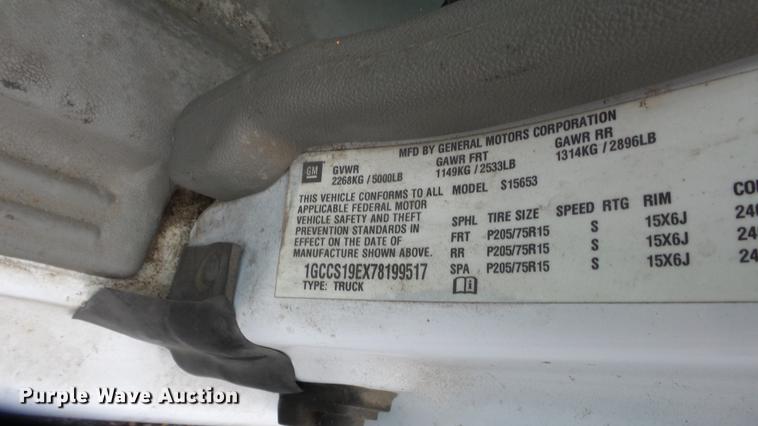 MFD BY GENERAL MOTORS CORPORATION
GM GVWR GAWR FRT GAWR RR
2268KG / 5000LB 1149KG / 2533LB 1314KG / 2896LB
THIS VEHICLE CONFORMS TO ALL MODEL S15653
APPLICABLE FEDERAL MOTOR
VEHICLE SAFETY AND THEFT
PREVENTION STANDARDS IN
EFFECT ON THE DATE OF
MANUFACTURE SHOWN ABOVE.
1GCCS19EX78199517
TYPE: TRUCK
SPHL TIRE SIZE SPEED RTG RIM
FRT P205/75R15 S 15X6J
RR P205/75R15 S 15X6J
SPA P205/75R15 S 15X6J
Purple Wave Auction